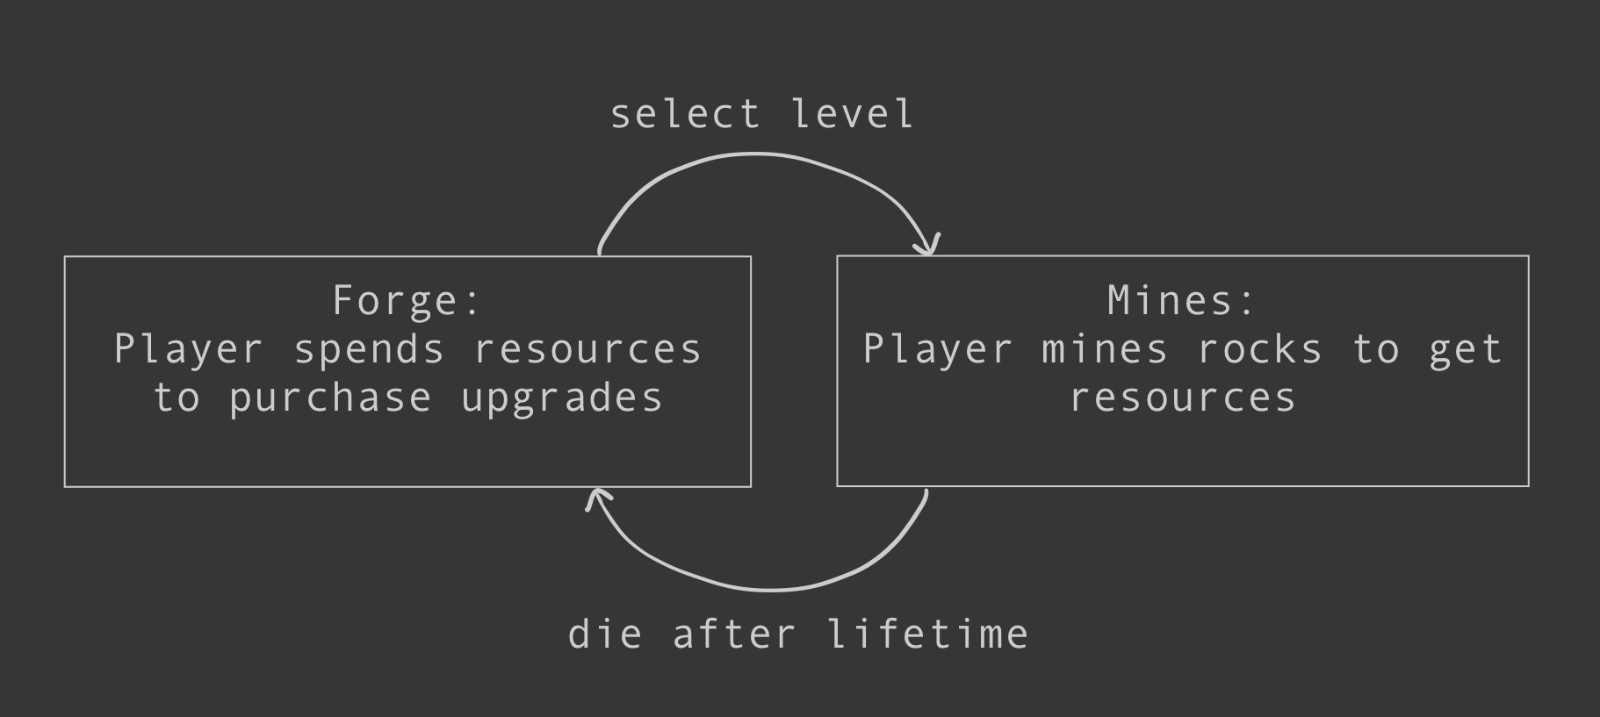 select level
Forge:
Player spends resources
to purchase upgrades
Mines:
Player mines rocks to get
resources
die after lifetime